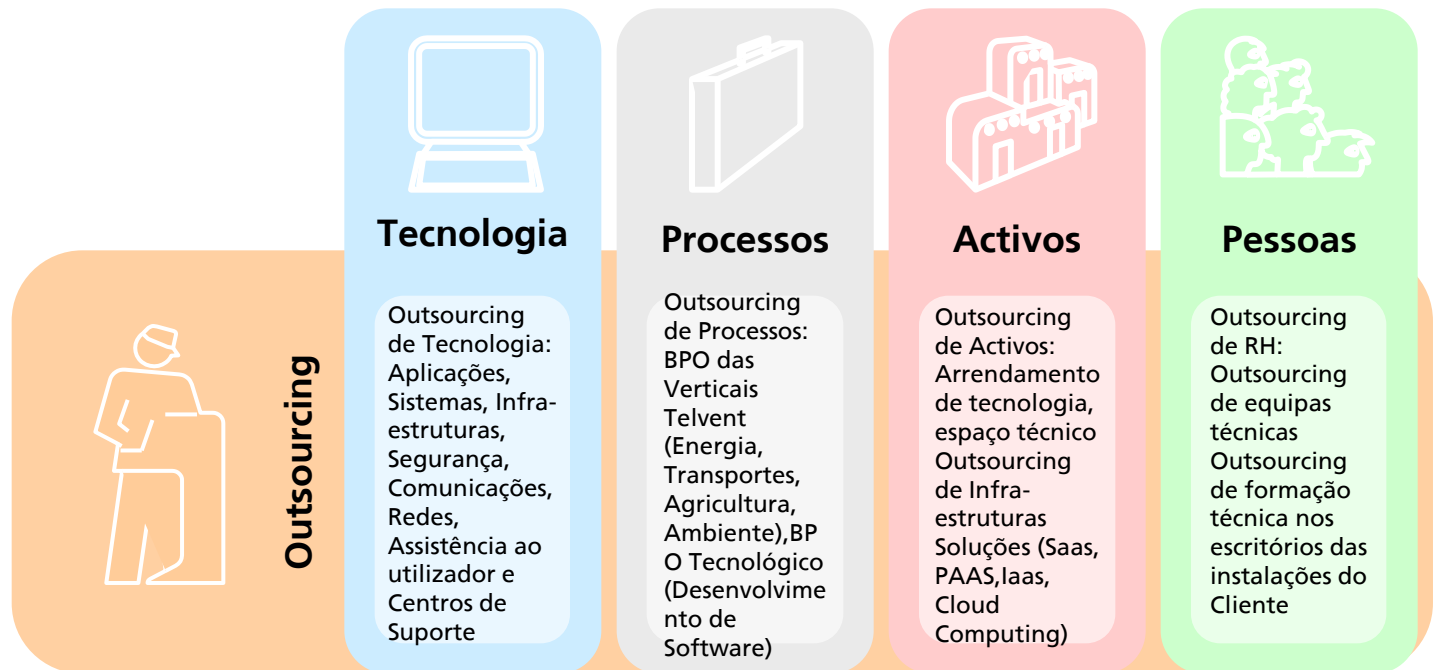 Outsourcing
Tecnologia
Outsourcing
de Tecnologia:
Aplicações,
Sistemas, Infra-
estruturas,
Segurança,
Comunicações,
Redes,
Assistência ao
utilizador e
Centros de
Suporte
Processos
Outsourcing
de Processos:
BPO das
Verticais
Telvent
(Energia,
Transportes,
Agricultura,
Ambiente),BP
O Tecnológico
(Desenvolvime
nto de
Software)
Activos
Outsourcing
de Activos:
Arrendamento
de tecnologia,
espaço técnico
Outsourcing
de Infra-
estruturas
Soluções (Saas,
PAAS,Iaas,
Cloud
Computing)
Pessoas
Outsourcing
de RH:
Outsourcing
de equipas
técnicas
Outsourcing
de formação
técnica nos
escritórios das
instalações do
Cliente